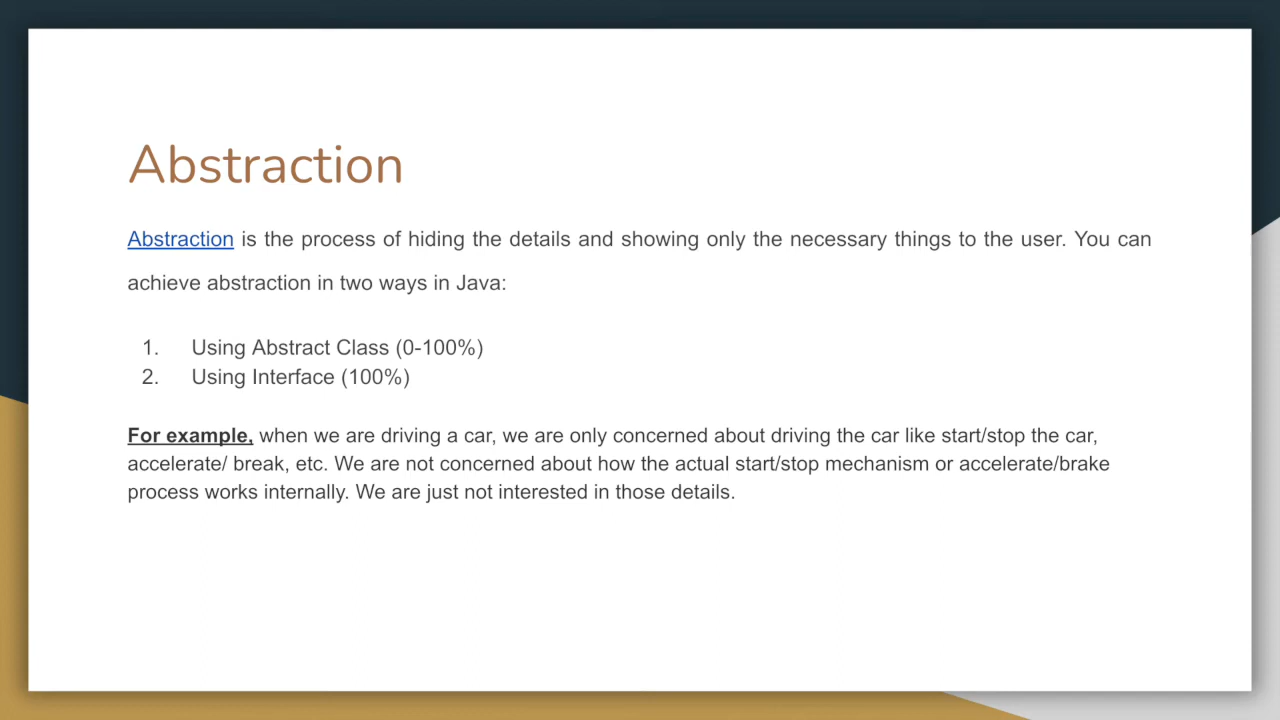 Abstraction
Abstraction is the process of hiding the details and showing only the necessary things to the user. You can
achieve abstraction in two ways in Java:
1. Using Abstract Class (0-100%)
2. Using Interface (100%)
For example, when we are driving a car, we are only concerned about driving the car like start/stop the car,
accelerate/ break, etc. We are not concerned about how the actual start/stop mechanism or accelerate/brake
process works internally. We are just not interested in those details.